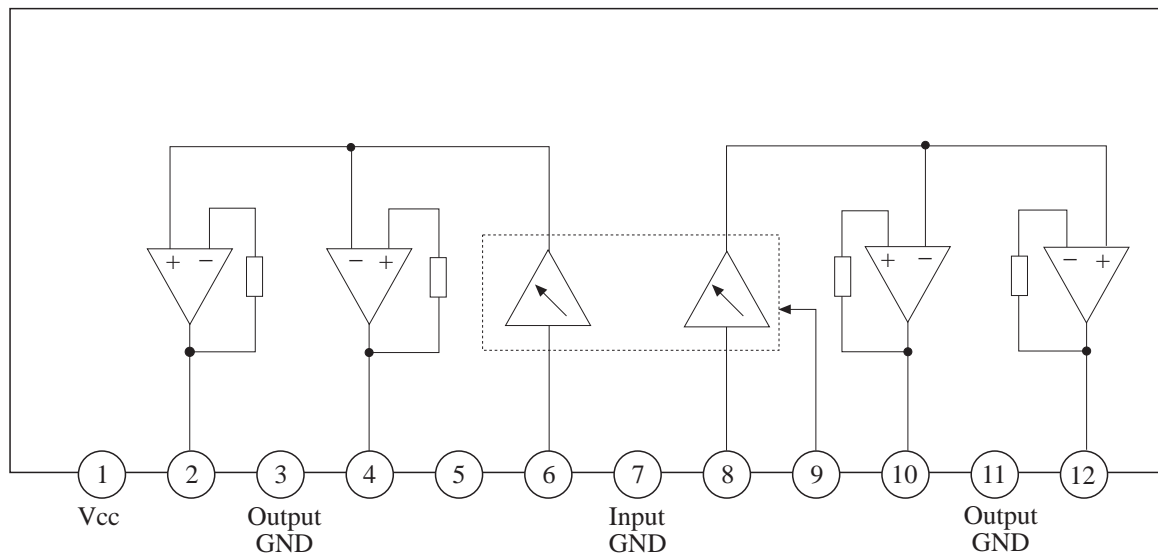 + − − + + − − +
1 2 3 4 5 6 7 8 9 10 11 12
Vcc Output Input Output
GND GND GND